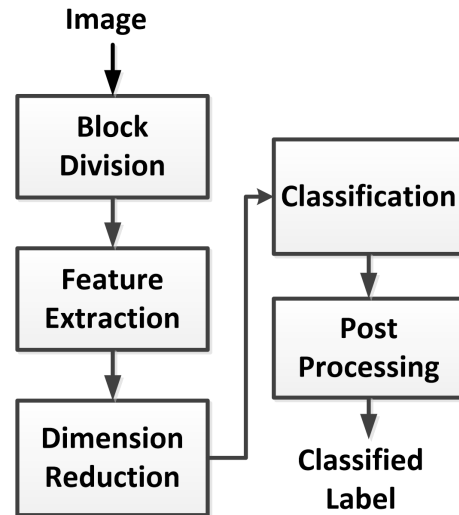 Image
Block
Division
Feature
Extraction
Dimension
Reduction
Classification
Post
Processing
Classified
Label